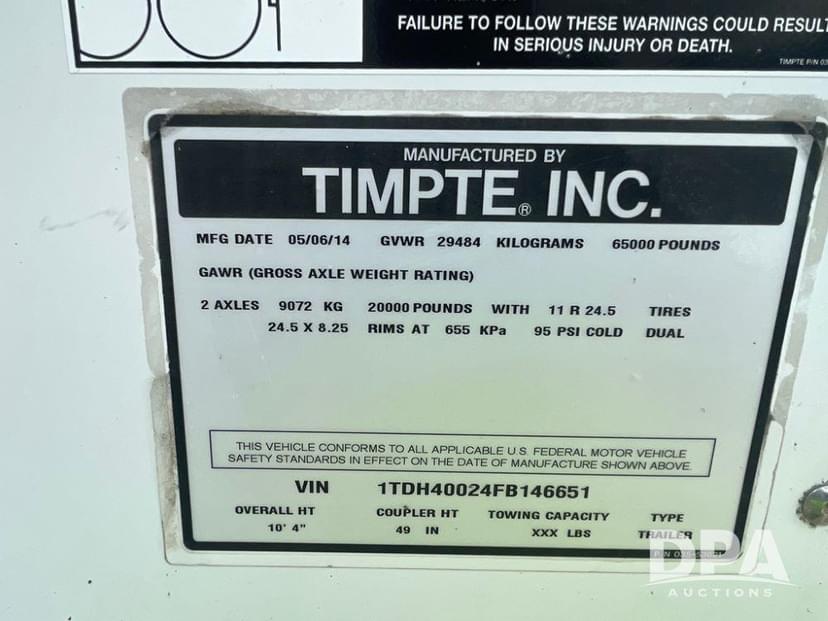 FAILURE TO FOLLOW THESE WARNINGS COULD RESULT
IN SERIOUS INJURY OR DEATH.
TIMPTE P/N
MANUFACTURED BY
TIMPTE® INC.
MFG DATE 05/06/14 GVWR 29484 KILOGRAMS 65000 POUNDS
GAWR (GROSS AXLE WEIGHT RATING)
2 AXLES 9072 KG 20000 POUNDS WITH 11 R 24.5 TIRES
24.5 X 8.25 RIMS AT 655 KPa 95 PSI COLD DUAL
THIS VEHICLE CONFORMS TO ALL APPLICABLE U.S. FEDERAL MOTOR VEHICLE
SAFETY STANDARDS IN EFFECT ON THE DATE OF MANUFACTURE SHOWN ABOVE.
VIN 1TDH40024FB146651
OVERALL HT COUPLER HT TOWING CAPACITY TYPE
10' 4" 49 IN XXX LBS TRAILER
P/N
DPA
AUCTIONS